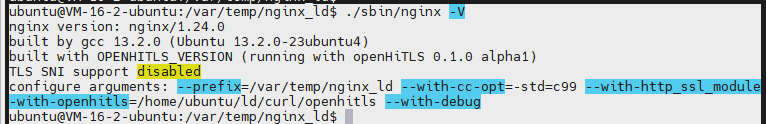 ubuntu@VM-16-2-ubuntu:/var/temp/nginx_ld$ ./sbin/nginx -V
nginx version: nginx/1.24.0
built by gcc 13.2.0 (Ubuntu 13.2.0-23ubuntu4)
built with OPENHITLS_VERSION (running with openHiTLS 0.1.0 alpha1)
TLS SNI support disabled
configure arguments: --prefix=/var/temp/nginx_ld --with-cc-opt=-std=c99 --with-http_ssl_module
-with-openhitls=/home/ubuntu/ld/curl/openhitls --with-debug
ubuntu@VM-16-2-ubuntu:/var/temp/nginx_ld$